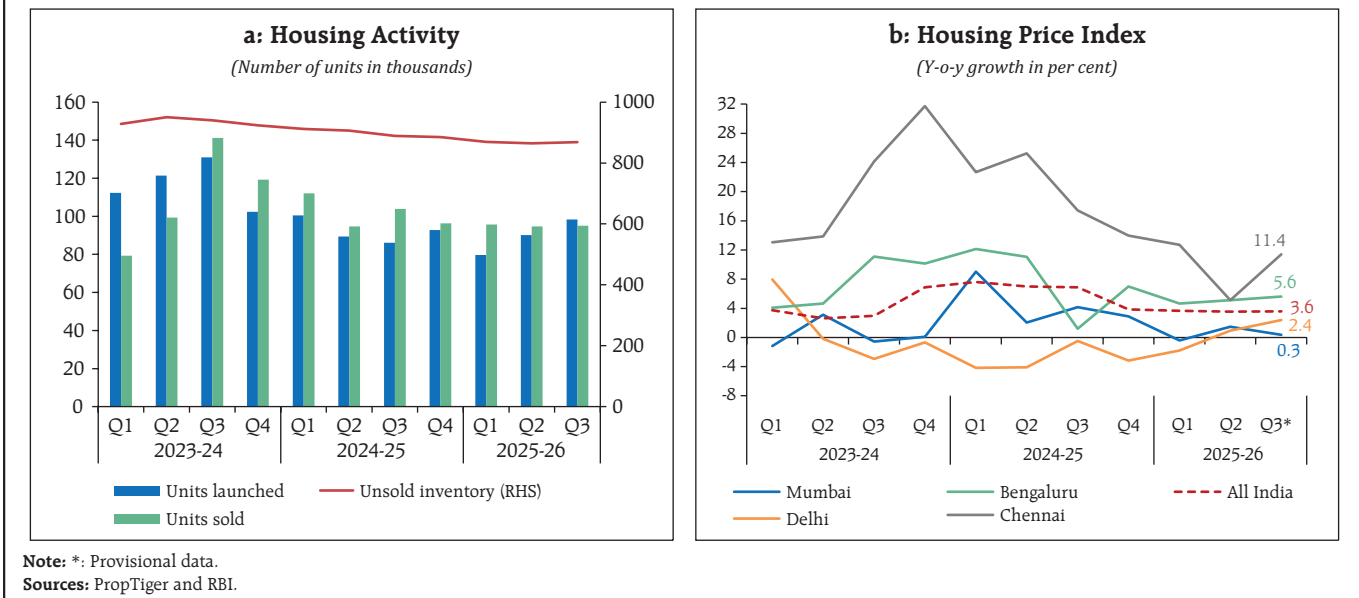 a: Housing Activity
(Number of units in thousands)
160
140
120
100
80
60
40
20
0
1000
800
600
400
200
0
Q1 Q2 Q3 Q4 Q1 Q2 Q3 Q4 Q1 Q2 Q3
2023-24 2024-25 2025-26
Units launched Unsold inventory (RHS)
Units sold
b: Housing Price Index
(Y-o-y growth in per cent)
32
28
24
20
16
12
8
4
0
-4
-8
11.4
5.6
3.6
2.4
0.3
Q1 Q2 Q3 Q4 Q1 Q2 Q3 Q4 Q1 Q2 Q3*
2023-24 2024-25 2025-26
Mumbai Bengaluru All India
Delhi Chennai
Note: *: Provisional data.
Sources: PropTiger and RBI.